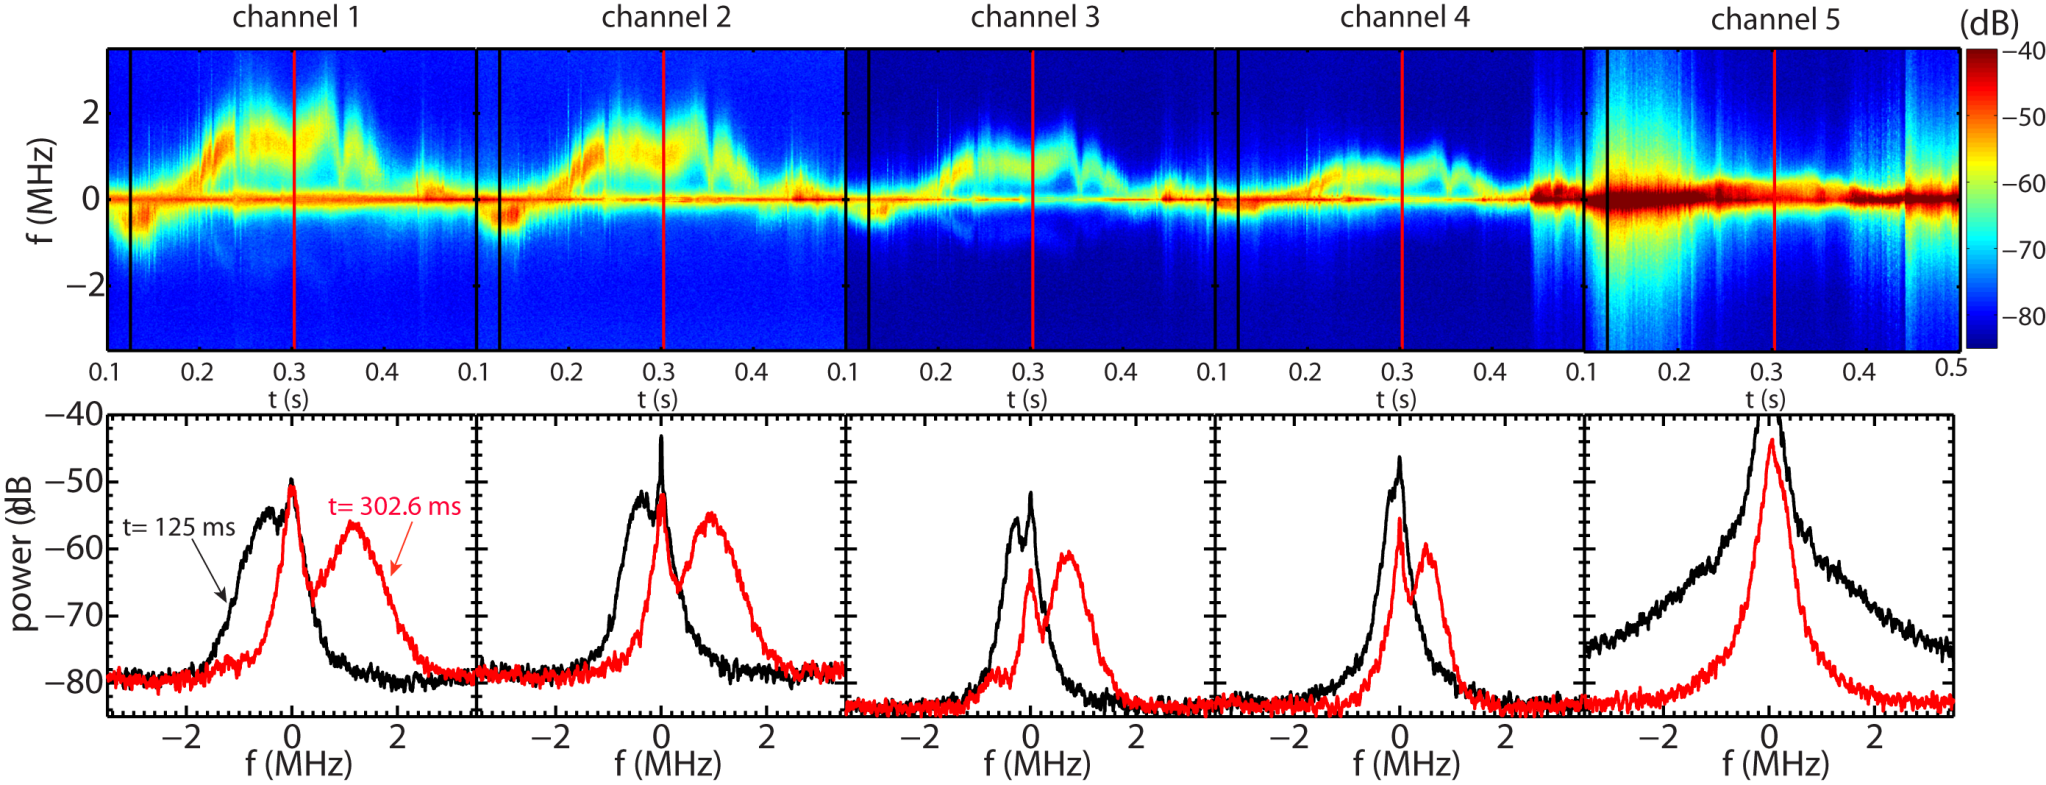 channel 1 channel 2 channel 3 channel 4 channel 5 (dB)
f (MHz)
2
0
−2
−40
−50
−60
−70
−80
0.1 0.2 0.3 0.4 0.1 0.2 0.3 0.4 0.1 0.2 0.3 0.4 0.1 0.2 0.3 0.4 0.1 0.2 0.3 0.4 0.5
t (s) t (s) t (s) t (s) t (s)
power (dB
−40
−50
−60
−70
−80
t= 125 ms
t= 302.6 ms
−2 0 2 −2 0 2 −2 0 2 −2 0 2 −2 0 2
f (MHz) f (MHz) f (MHz) f (MHz) f (MHz)